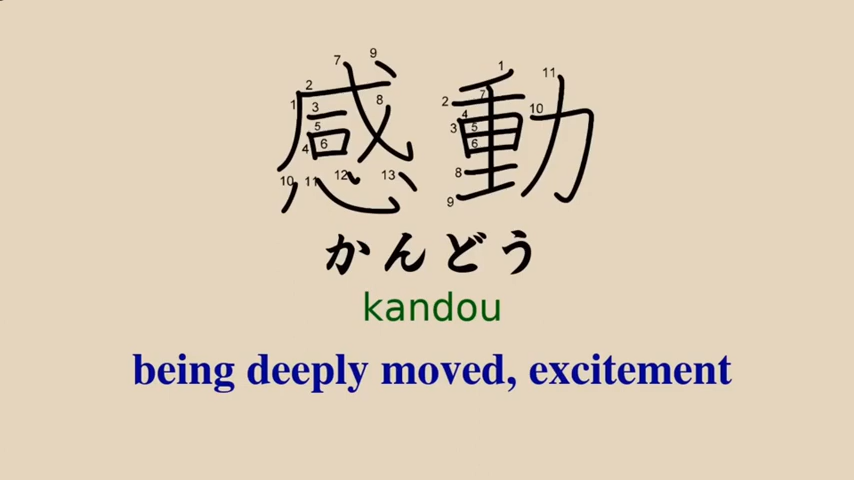 感動
かんどう
kandou
being deeply moved, excitement